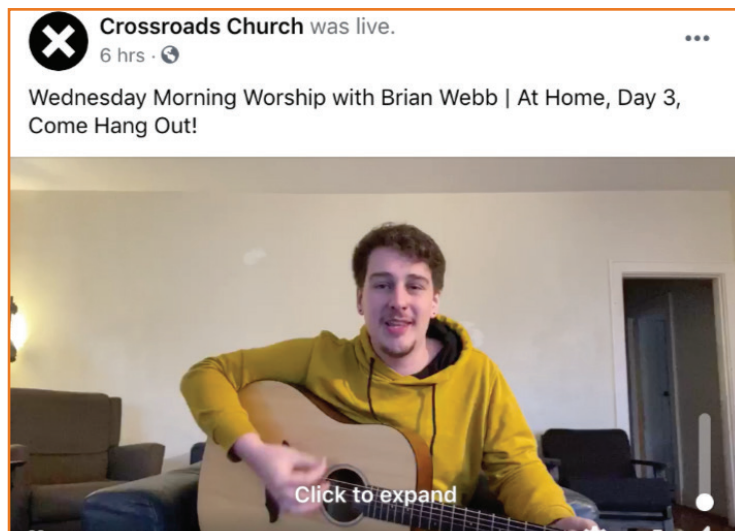 Crossroads Church was live.
6 hrs ·
Wednesday Morning Worship with Brian Webb | At Home, Day 3,
Come Hang Out!
Click to expand